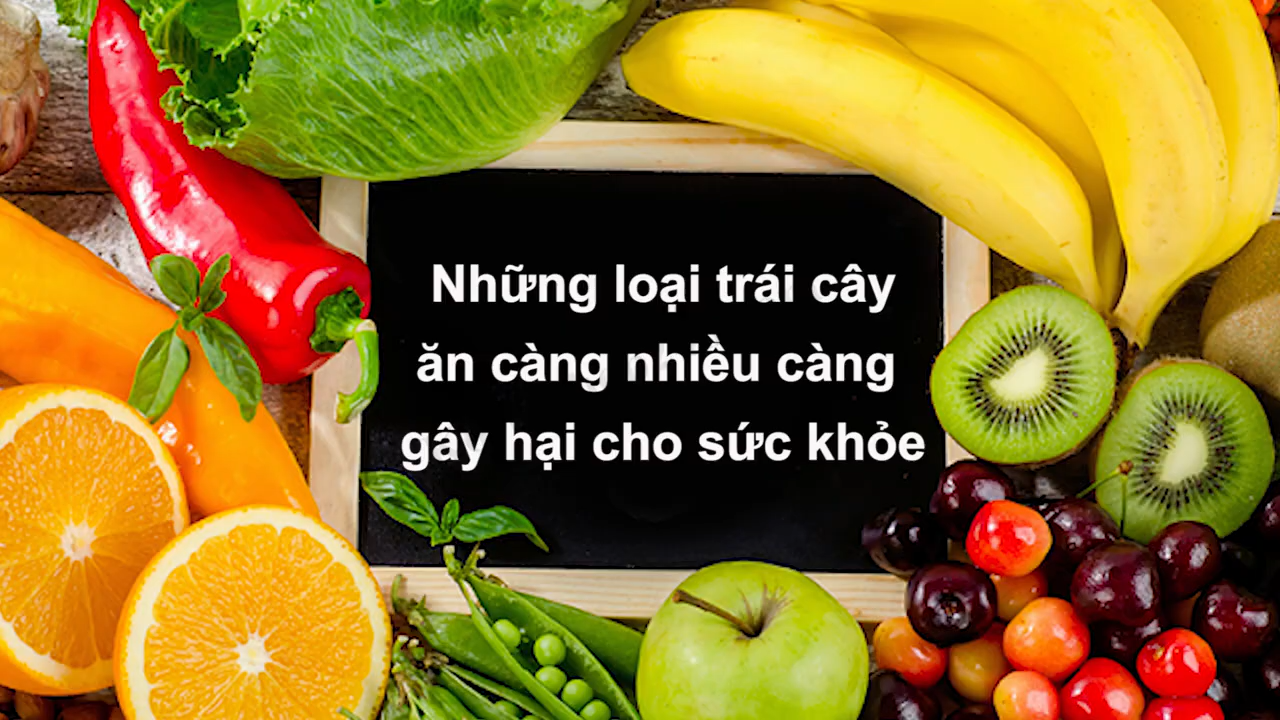 Những loại trái cây
ăn càng nhiều càng
gây hại cho sức khỏe